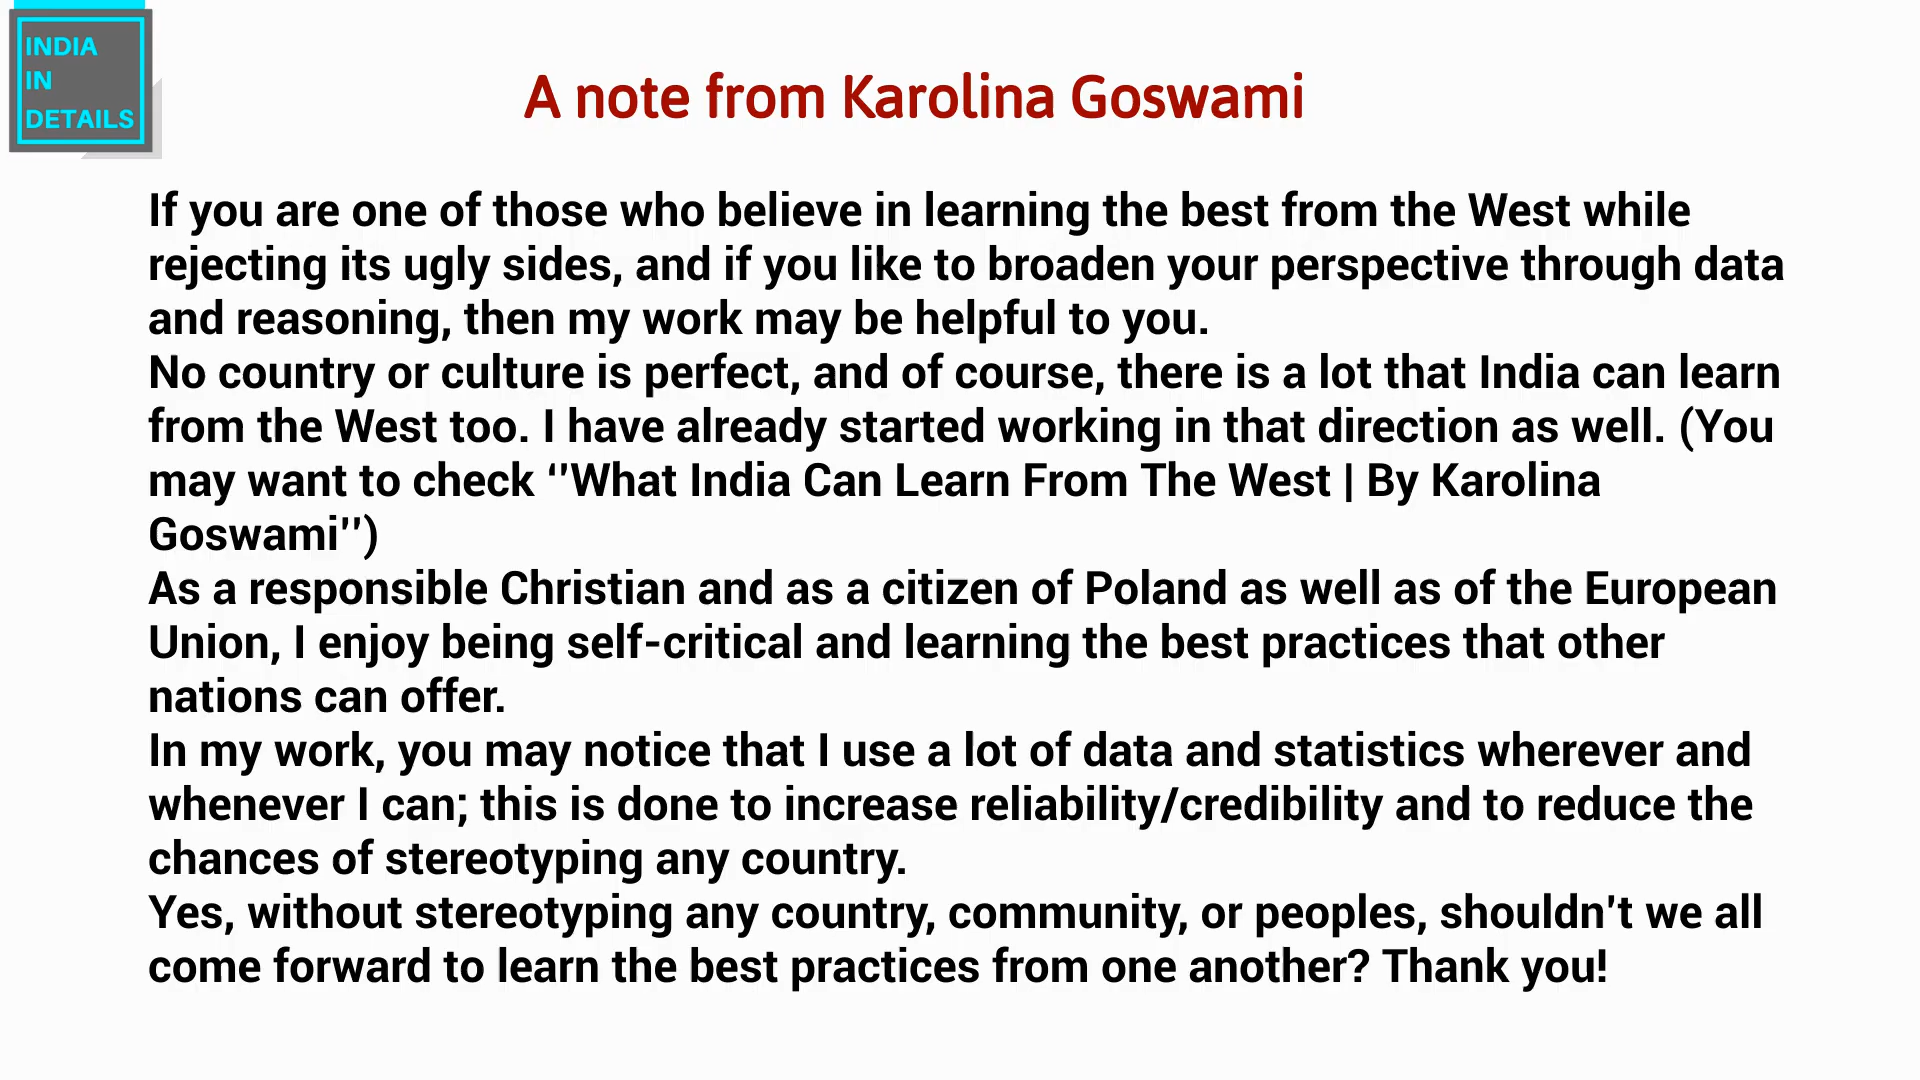 INDIA
IN
DETAILS
A note from Karolina Goswami
If you are one of those who believe in learning the best from the West while
rejecting its ugly sides, and if you like to broaden your perspective through data
and reasoning, then my work may be helpful to you.
No country or culture is perfect, and of course, there is a lot that India can learn
from the West too. I have already started working in that direction as well. (You
may want to check ‘’What India Can Learn From The West | By Karolina
Goswami’’)
As a responsible Christian and as a citizen of Poland as well as of the European
Union, I enjoy being self-critical and learning the best practices that other
nations can offer.
In my work, you may notice that I use a lot of data and statistics wherever and
whenever I can; this is done to increase reliability/credibility and to reduce the
chances of stereotyping any country.
Yes, without stereotyping any country, community, or peoples, shouldn’t we all
come forward to learn the best practices from one another? Thank you!